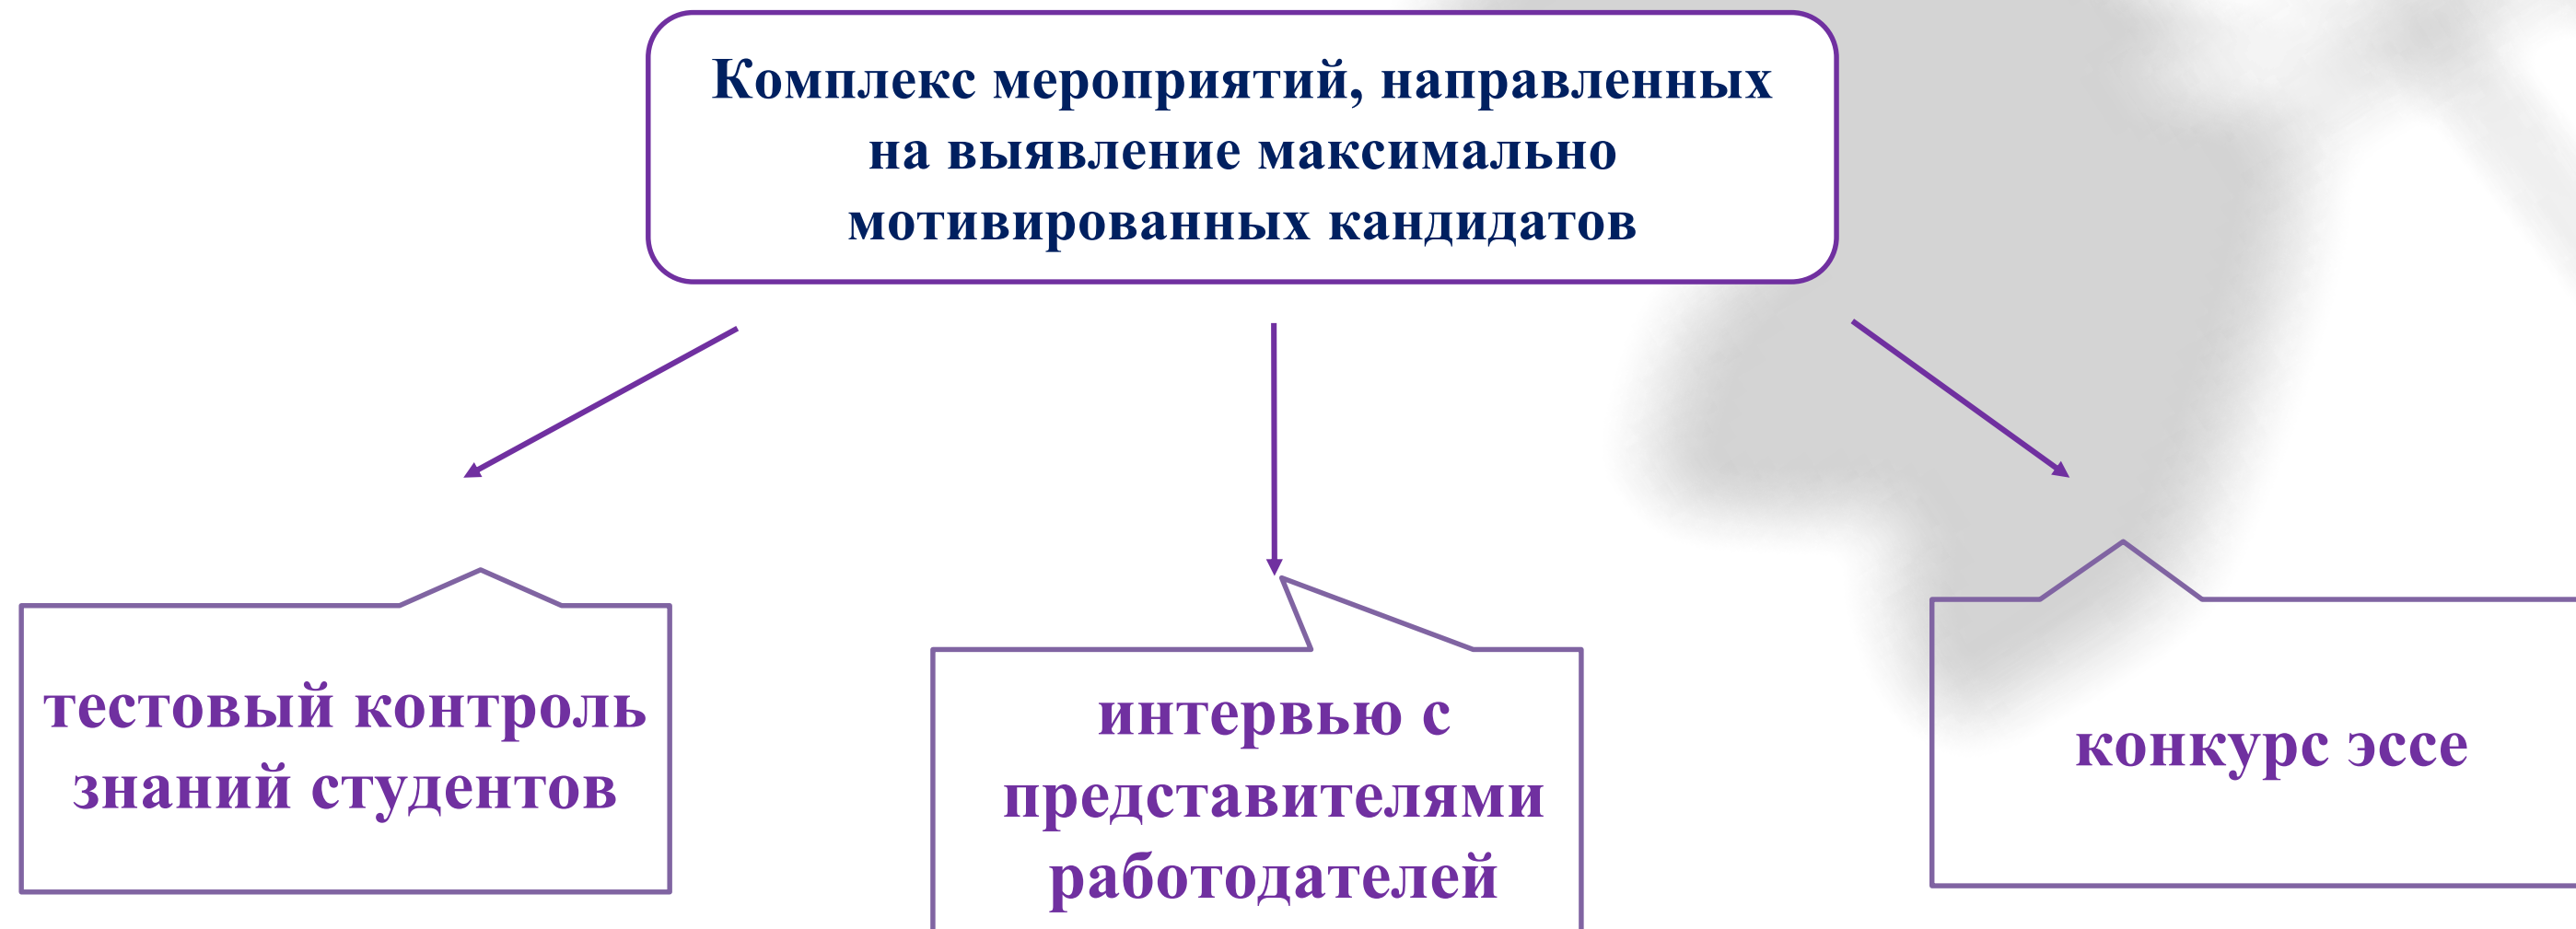 Комплекс мероприятий, направленных
на выявление максимально
мотивированных кандидатов
тестовый контроль
знаний студентов
интервью с
представителями
работодателей
конкурс эссе